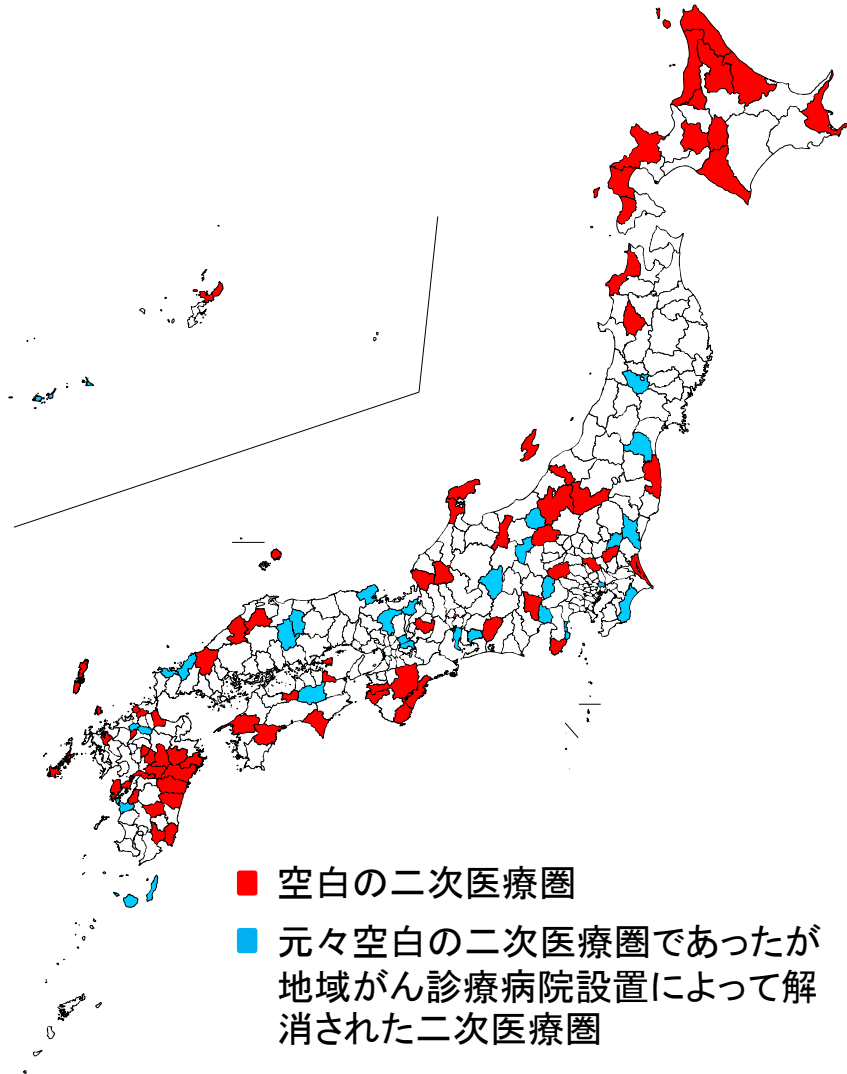 空白の二次医療圏
元々空白の二次医療圏であったが
地域がん診療病院設置によって解
消された二次医療圏